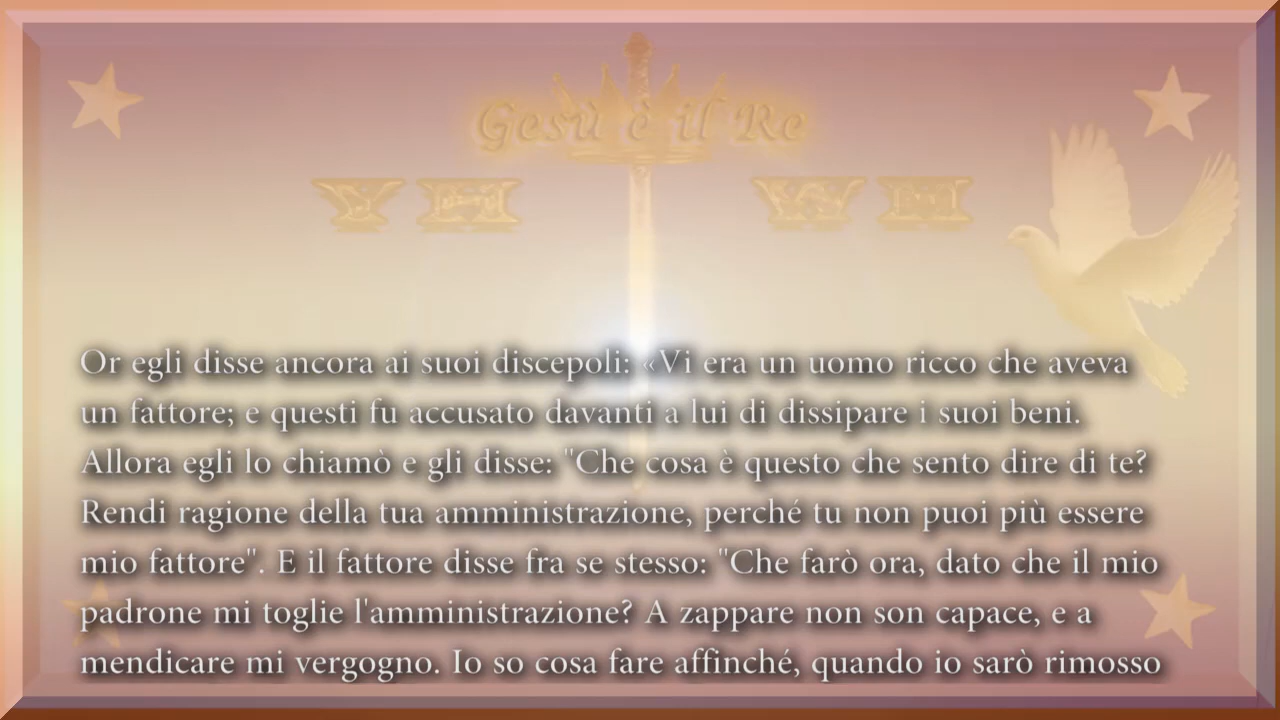 Gesù è il Re
YH WH
Or egli disse ancora ai suoi discepoli: «Vi era un uomo ricco che aveva
un fattore; e questi fu accusato davanti a lui di dissipare i suoi beni.
Allora egli lo chiamò e gli disse: "Che cosa è questo che sento dire di te?
Rendi ragione della tua amministrazione, perché tu non puoi più essere
mio fattore". E il fattore disse fra se stesso: "Che farò ora, dato che il mio
padrone mi toglie l'amministrazione? A zappare non son capace, e a
mendicare mi vergogno. Io so cosa fare affinché, quando io sarò rimosso